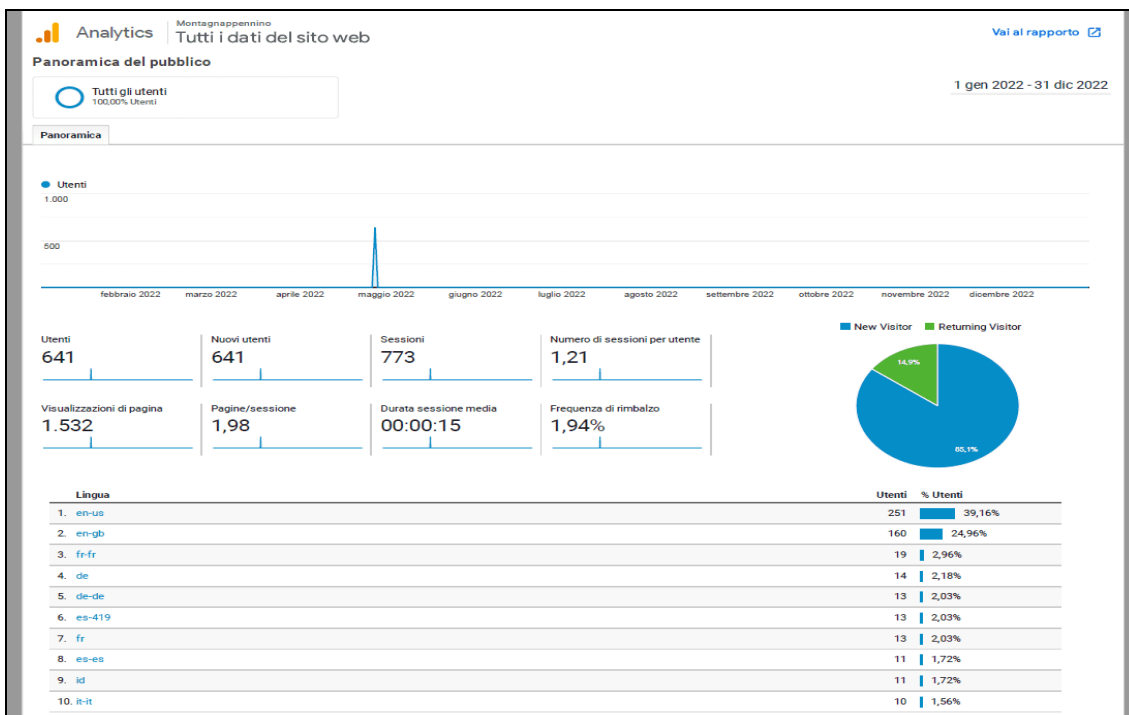 Analytics
Montagnappennino
Tutti i dati del sito web
Vai al rapporto
Panoramica del pubblico
Tutti gli utenti
100,00% Utenti
1 gen 2022 - 31 dic 2022
Panoramica
Utenti
1.000
500
febbraio 2022 marzo 2022 aprile 2022 maggio 2022 giugno 2022 luglio 2022 agosto 2022 settembre 2022 ottobre 2022 novembre 2022 dicembre 2022
New Visitor Returning Visitor
Utenti Nuovi utenti Sessioni Numero di sessioni per utente
641 641 773 1,21
14,9%
Visualizzazioni di pagina Pagine/sessione Durata sessione media Frequenza di rimbalzo
1.532 1,98 00:00:15 1,94%
85,1%
Lingua Utenti % Utenti
1. en-us 251 39,16%
2. en-gb 160 24,96%
3. fr-fr 19 2,96%
4. de 14 2,18%
5. de-de 13 2,03%
6. es-419 13 2,03%
7. fr 13 2,03%
8. es-es 11 1,72%
9. id 11 1,72%
10. it-it 10 1,56%